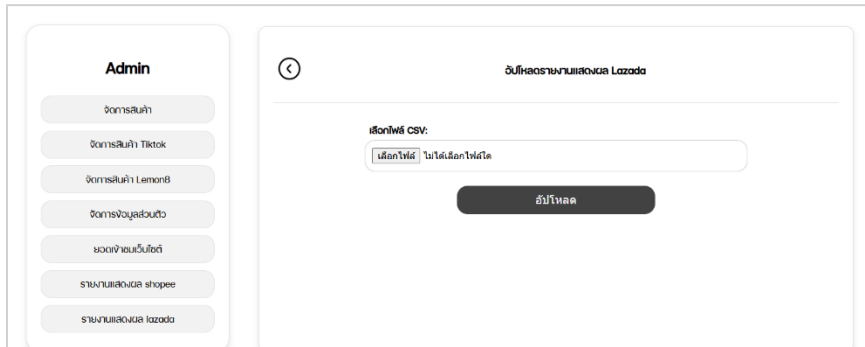 Admin
จัดการสินค้า
จัดการสินค้า Tiktok
จัดการสินค้า Lemon8
จัดการข้อมูลส่วนตัว
ยอดเข้าชมเว็บไซต์
รายงานแสดงผล shopee
รายงานแสดงผล lazada
อัปโหลดรายงานแสดงผล Lazada
เลือกไฟล์ CSV:
เลือกไฟล์ ไม่ได้เลือกไฟล์ใด
อัปโหลด